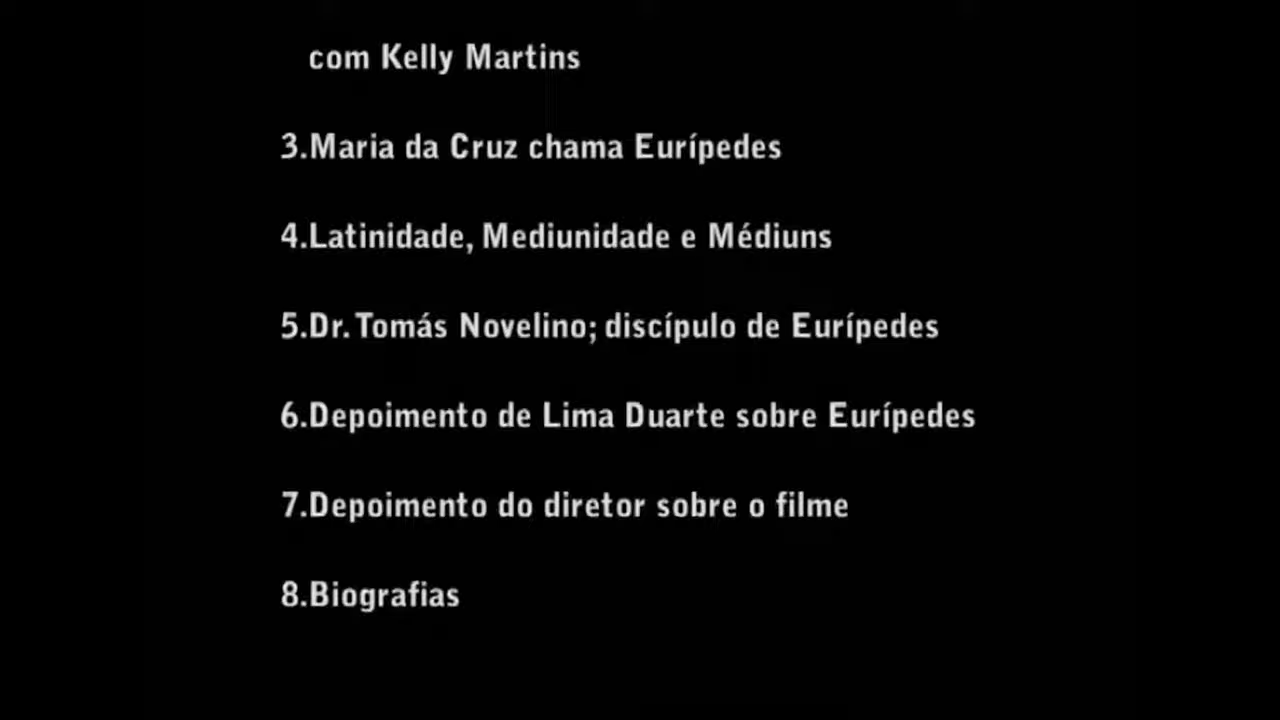 com Kelly Martins
3.Maria da Cruz chama Eurípedes
4.Latinidade, Mediunidade e Médiuns
5.Dr. Tomás Novelino; discípulo de Eurípedes
6.Depoimento de Lima Duarte sobre Eurípedes
7.Depoimento do diretor sobre o filme
8.Biografias